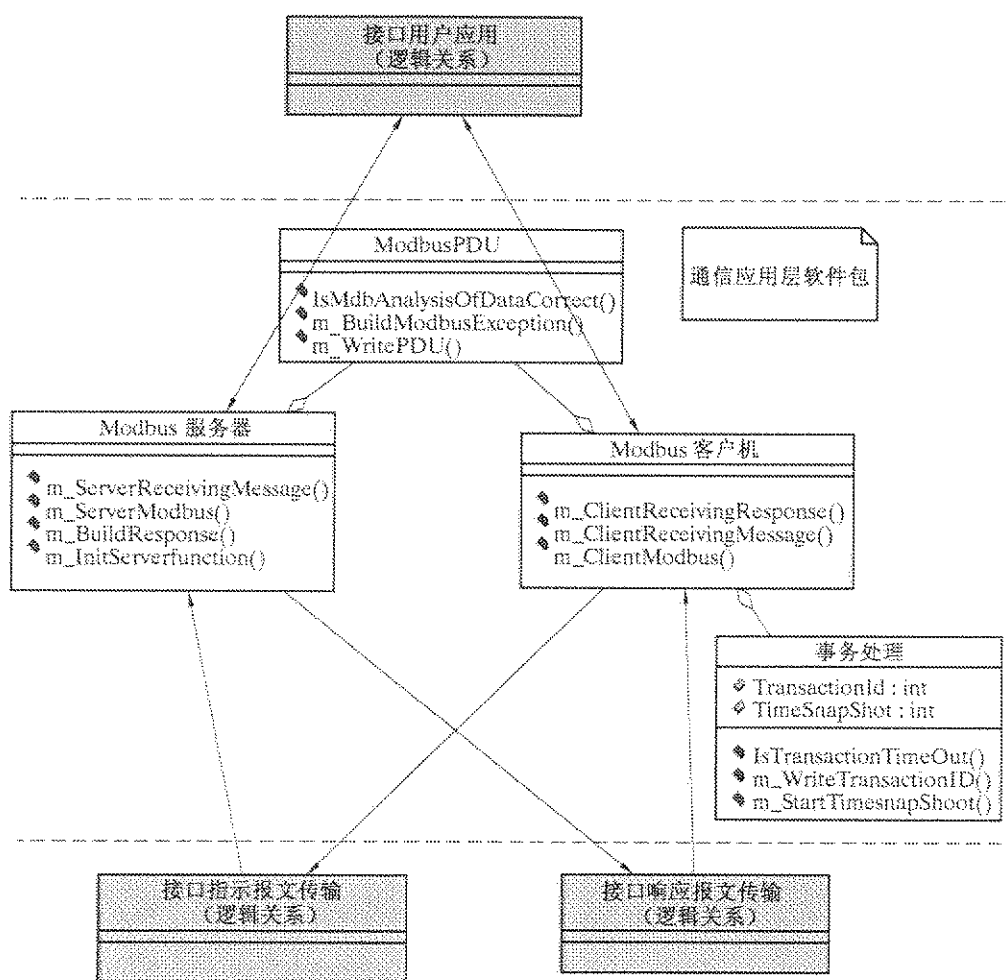 接口用户应用
（逻辑关系）
ModbusPDU
IsMdbAnalysisOfDataCorrect()
m_BuildModbusException()
m_WritePDU()
通信应用层软件包
Modbus 服务器
m_ServerReceivingMessage()
m_ServerModbus()
m_BuildResponse()
m_InitServerfunction()
Modbus 客户机
m_ClientReceivingResponse()
m_ClientReceivingMessage()
m_ClientModbus()
事务处理
TransactionId : int
TimeSnapShot : int
IsTransactionTimeOut()
m_WriteTransactionID()
m_StartTimesnapShoot()
接口指示报文传输
（逻辑关系）
接口响应报文传输
（逻辑关系）